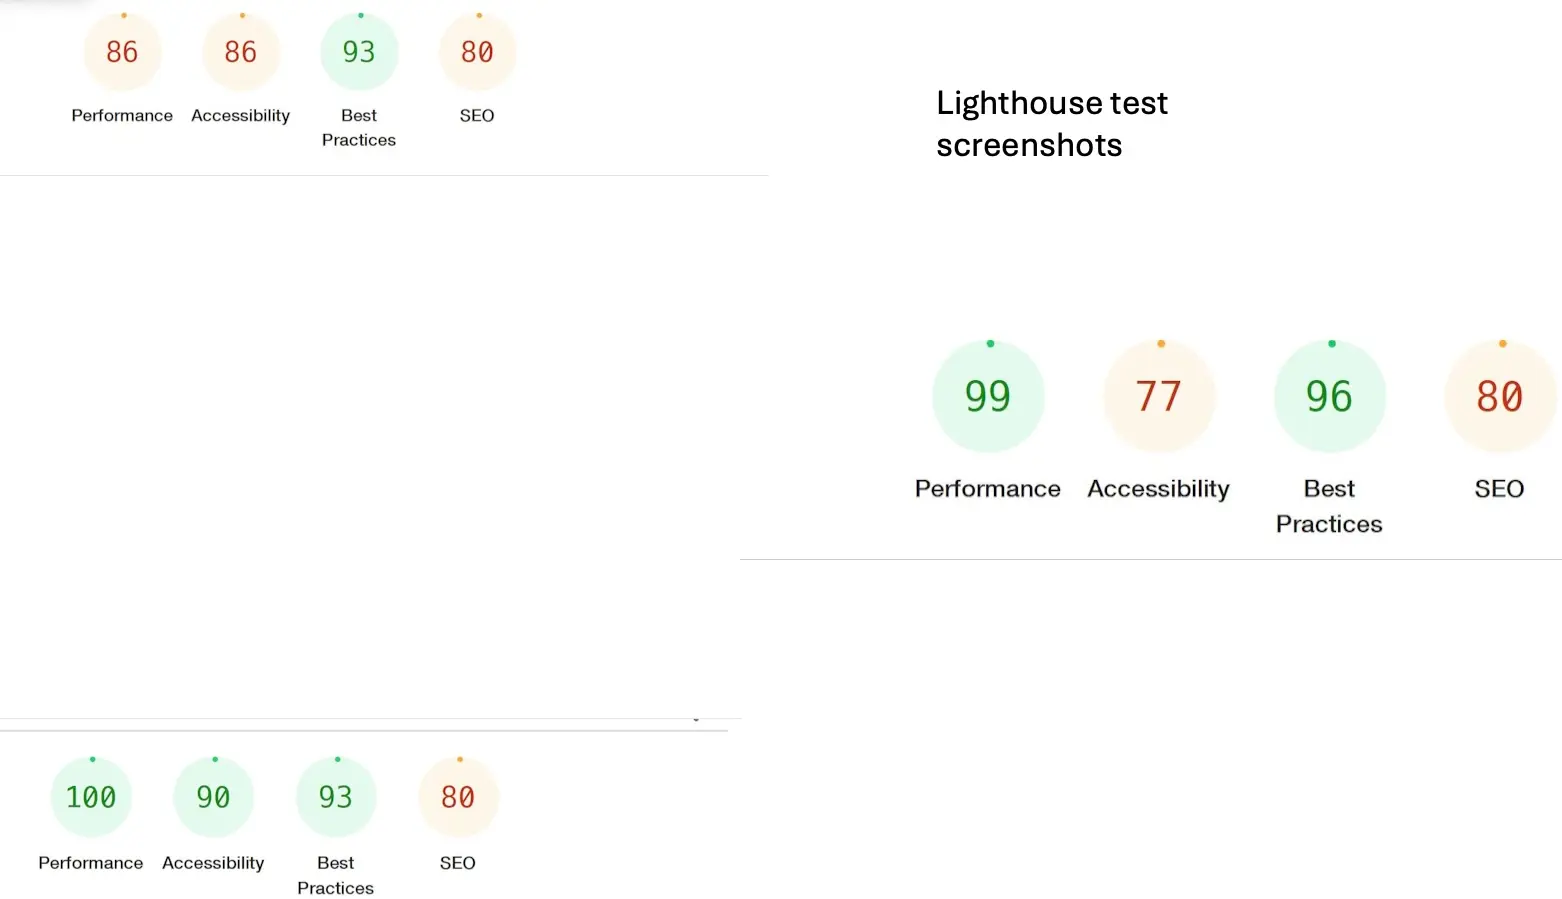 86 86 93 80
Performance Accessibility Best SEO
Practices
Lighthouse test
screenshots
99 77 96 80
Performance Accessibility Best SEO
Practices
100 90 93 80
Performance Accessibility Best SEO
Practices